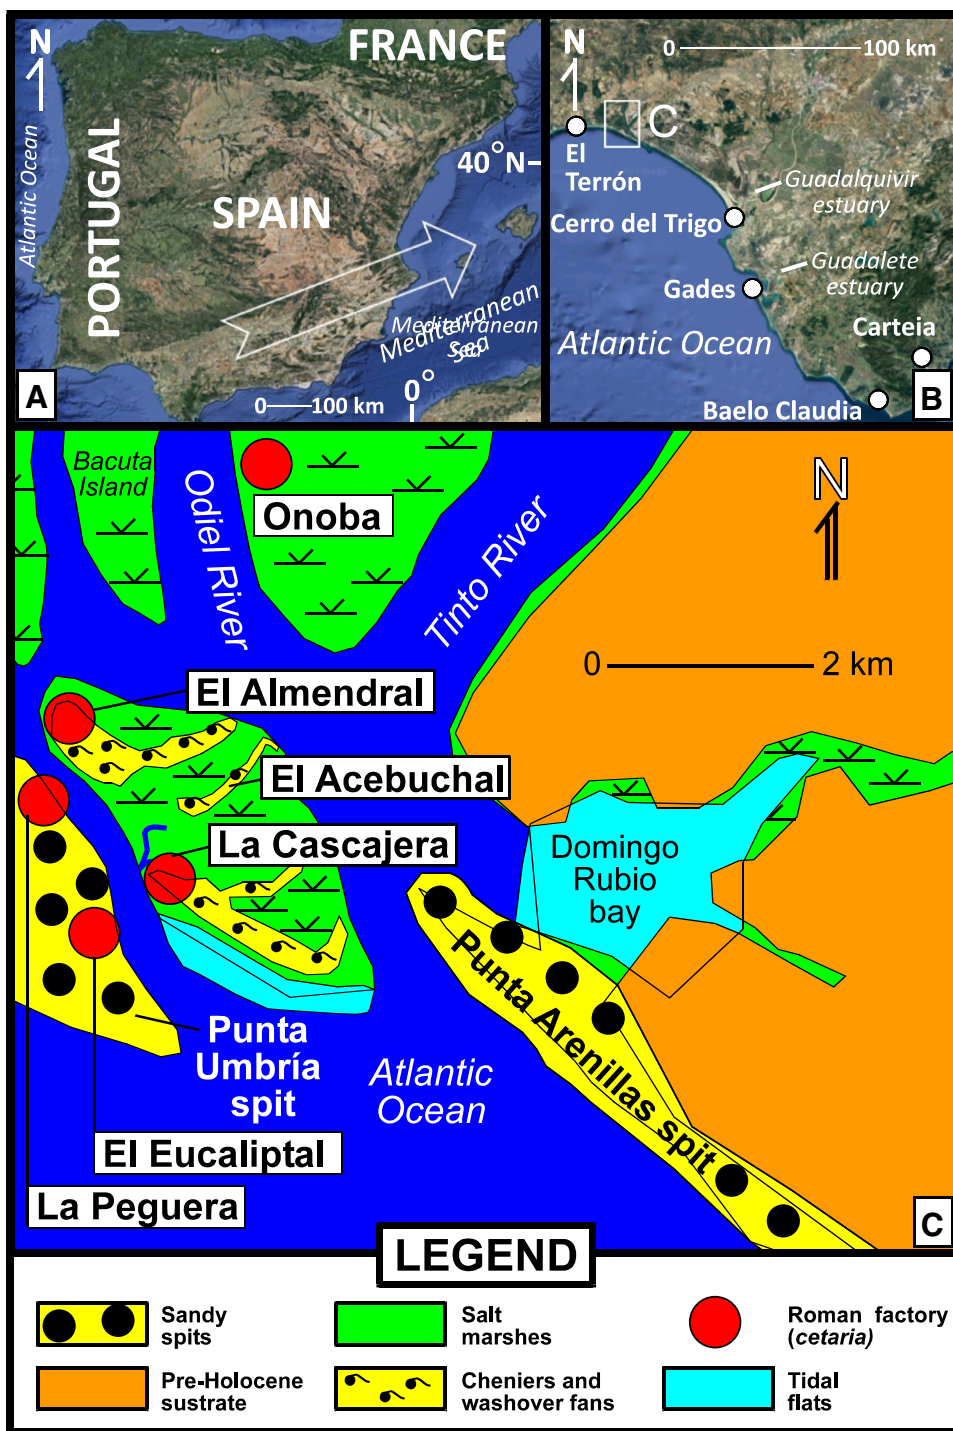 N
FRANCE
Atlantic Ocean
PORTUGAL
SPAIN
40°N
Mediterranean
Sea
Mediterranean
Sea
0
100 km
0°
A
N
0
100 km
C
El
Terrón
Guadalquivir
estuary
Cerro del Trigo
Guadalete
estuary
Gades
Carteia
Atlantic Ocean
Baelo Claudia
B
Bacuta
Island
Odiel River
Onoba
Tinto River
N
0
2 km
El Almendral
El Acebuchal
La Cascajera
Domingo
Rubio
bay
Punta Arenillas spit
Punta
Umbría
spit
Atlantic
Ocean
El Eucaliptal
La Peguera
C
LEGEND
Sandy
spits
Salt
marshes
Roman factory
(cetaria)
Pre-Holocene
sustrate
Cheniers and
washover fans
Tidal
flats